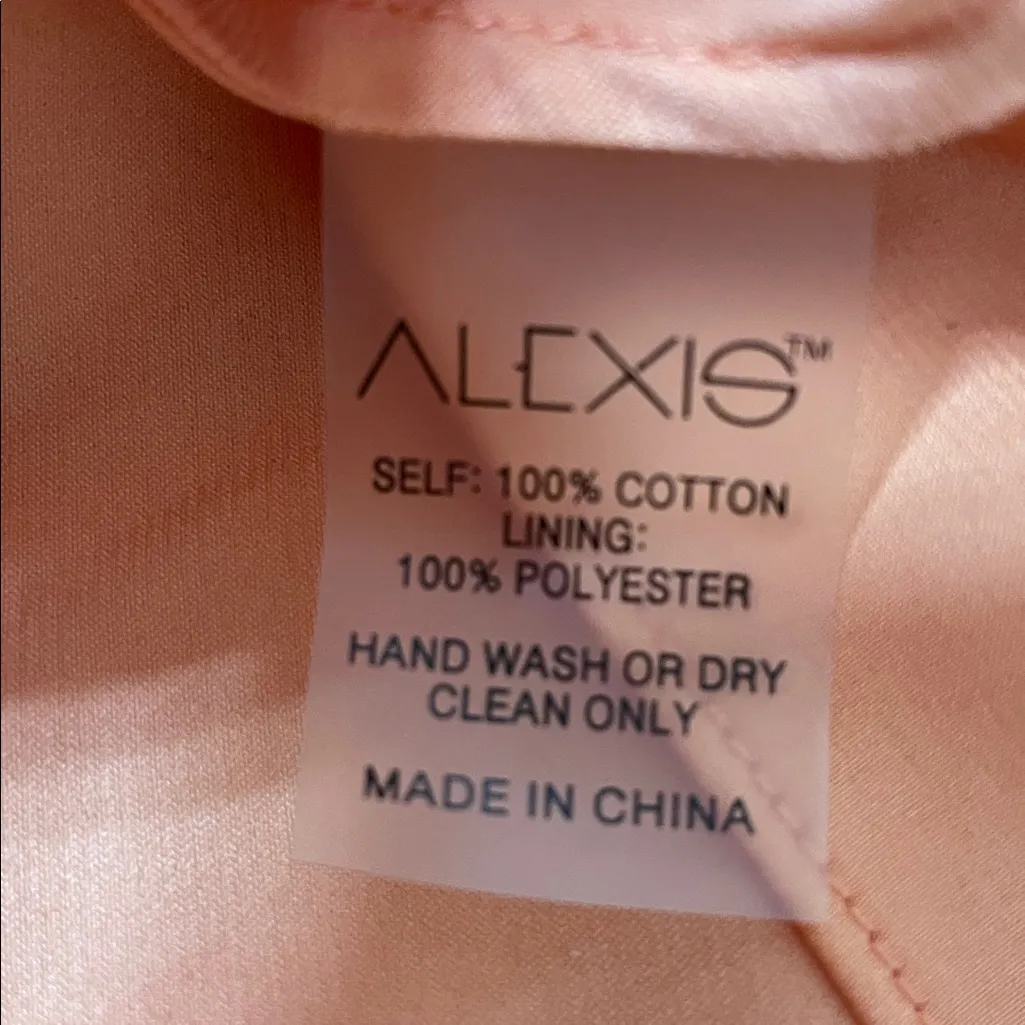 ALEXIS™
SELF: 100% COTTON
LINING:
100% POLYESTER
HAND WASH OR DRY
CLEAN ONLY
MADE IN CHINA